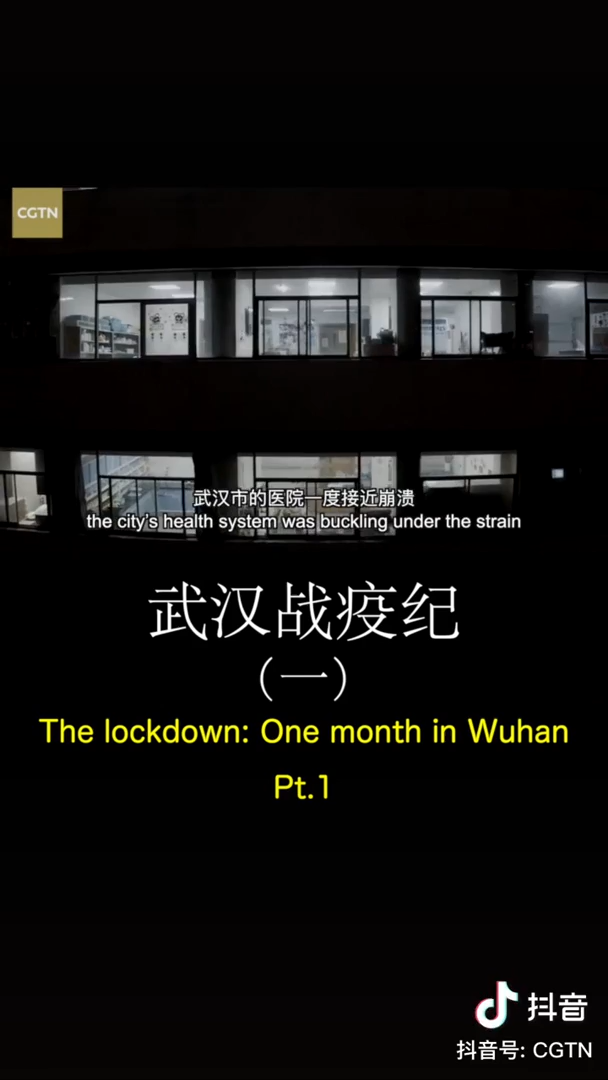 CGTN
武汉市的医院一度接近崩溃
the city's health system was buckling under the strain
武汉战疫纪
（一）
The lockdown: One month in Wuhan
Pt.1
抖音
抖音号: CGTN